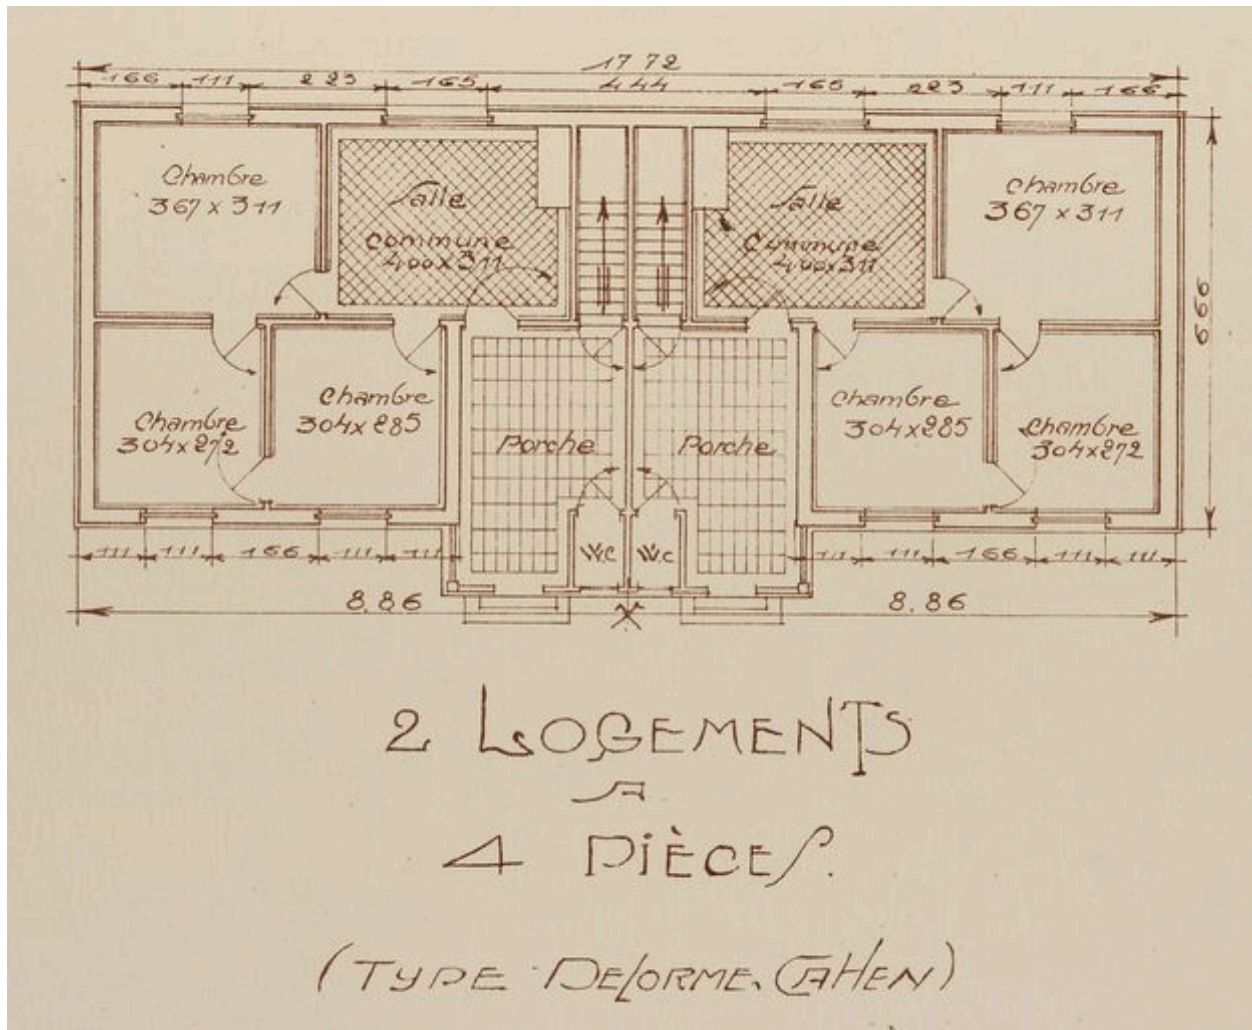 17 72
166 111 223 165 444 165 223 111 166
Chambre
367 x 311
Salle
Commune
400x311
Salle
Commune
400x311
Chambre
367 x 311
666
Chambre
304x272
Chambre
304x285
Porche
Porche
Chambre
304x285
Chambre
304x272
W.c
W.c
111 111 166 111 111
111 111 166 111 111
8,86
8,86
2 LOGEMENTS
A
4 PIÈCES.
(TYPE DELORME. CAHEN)